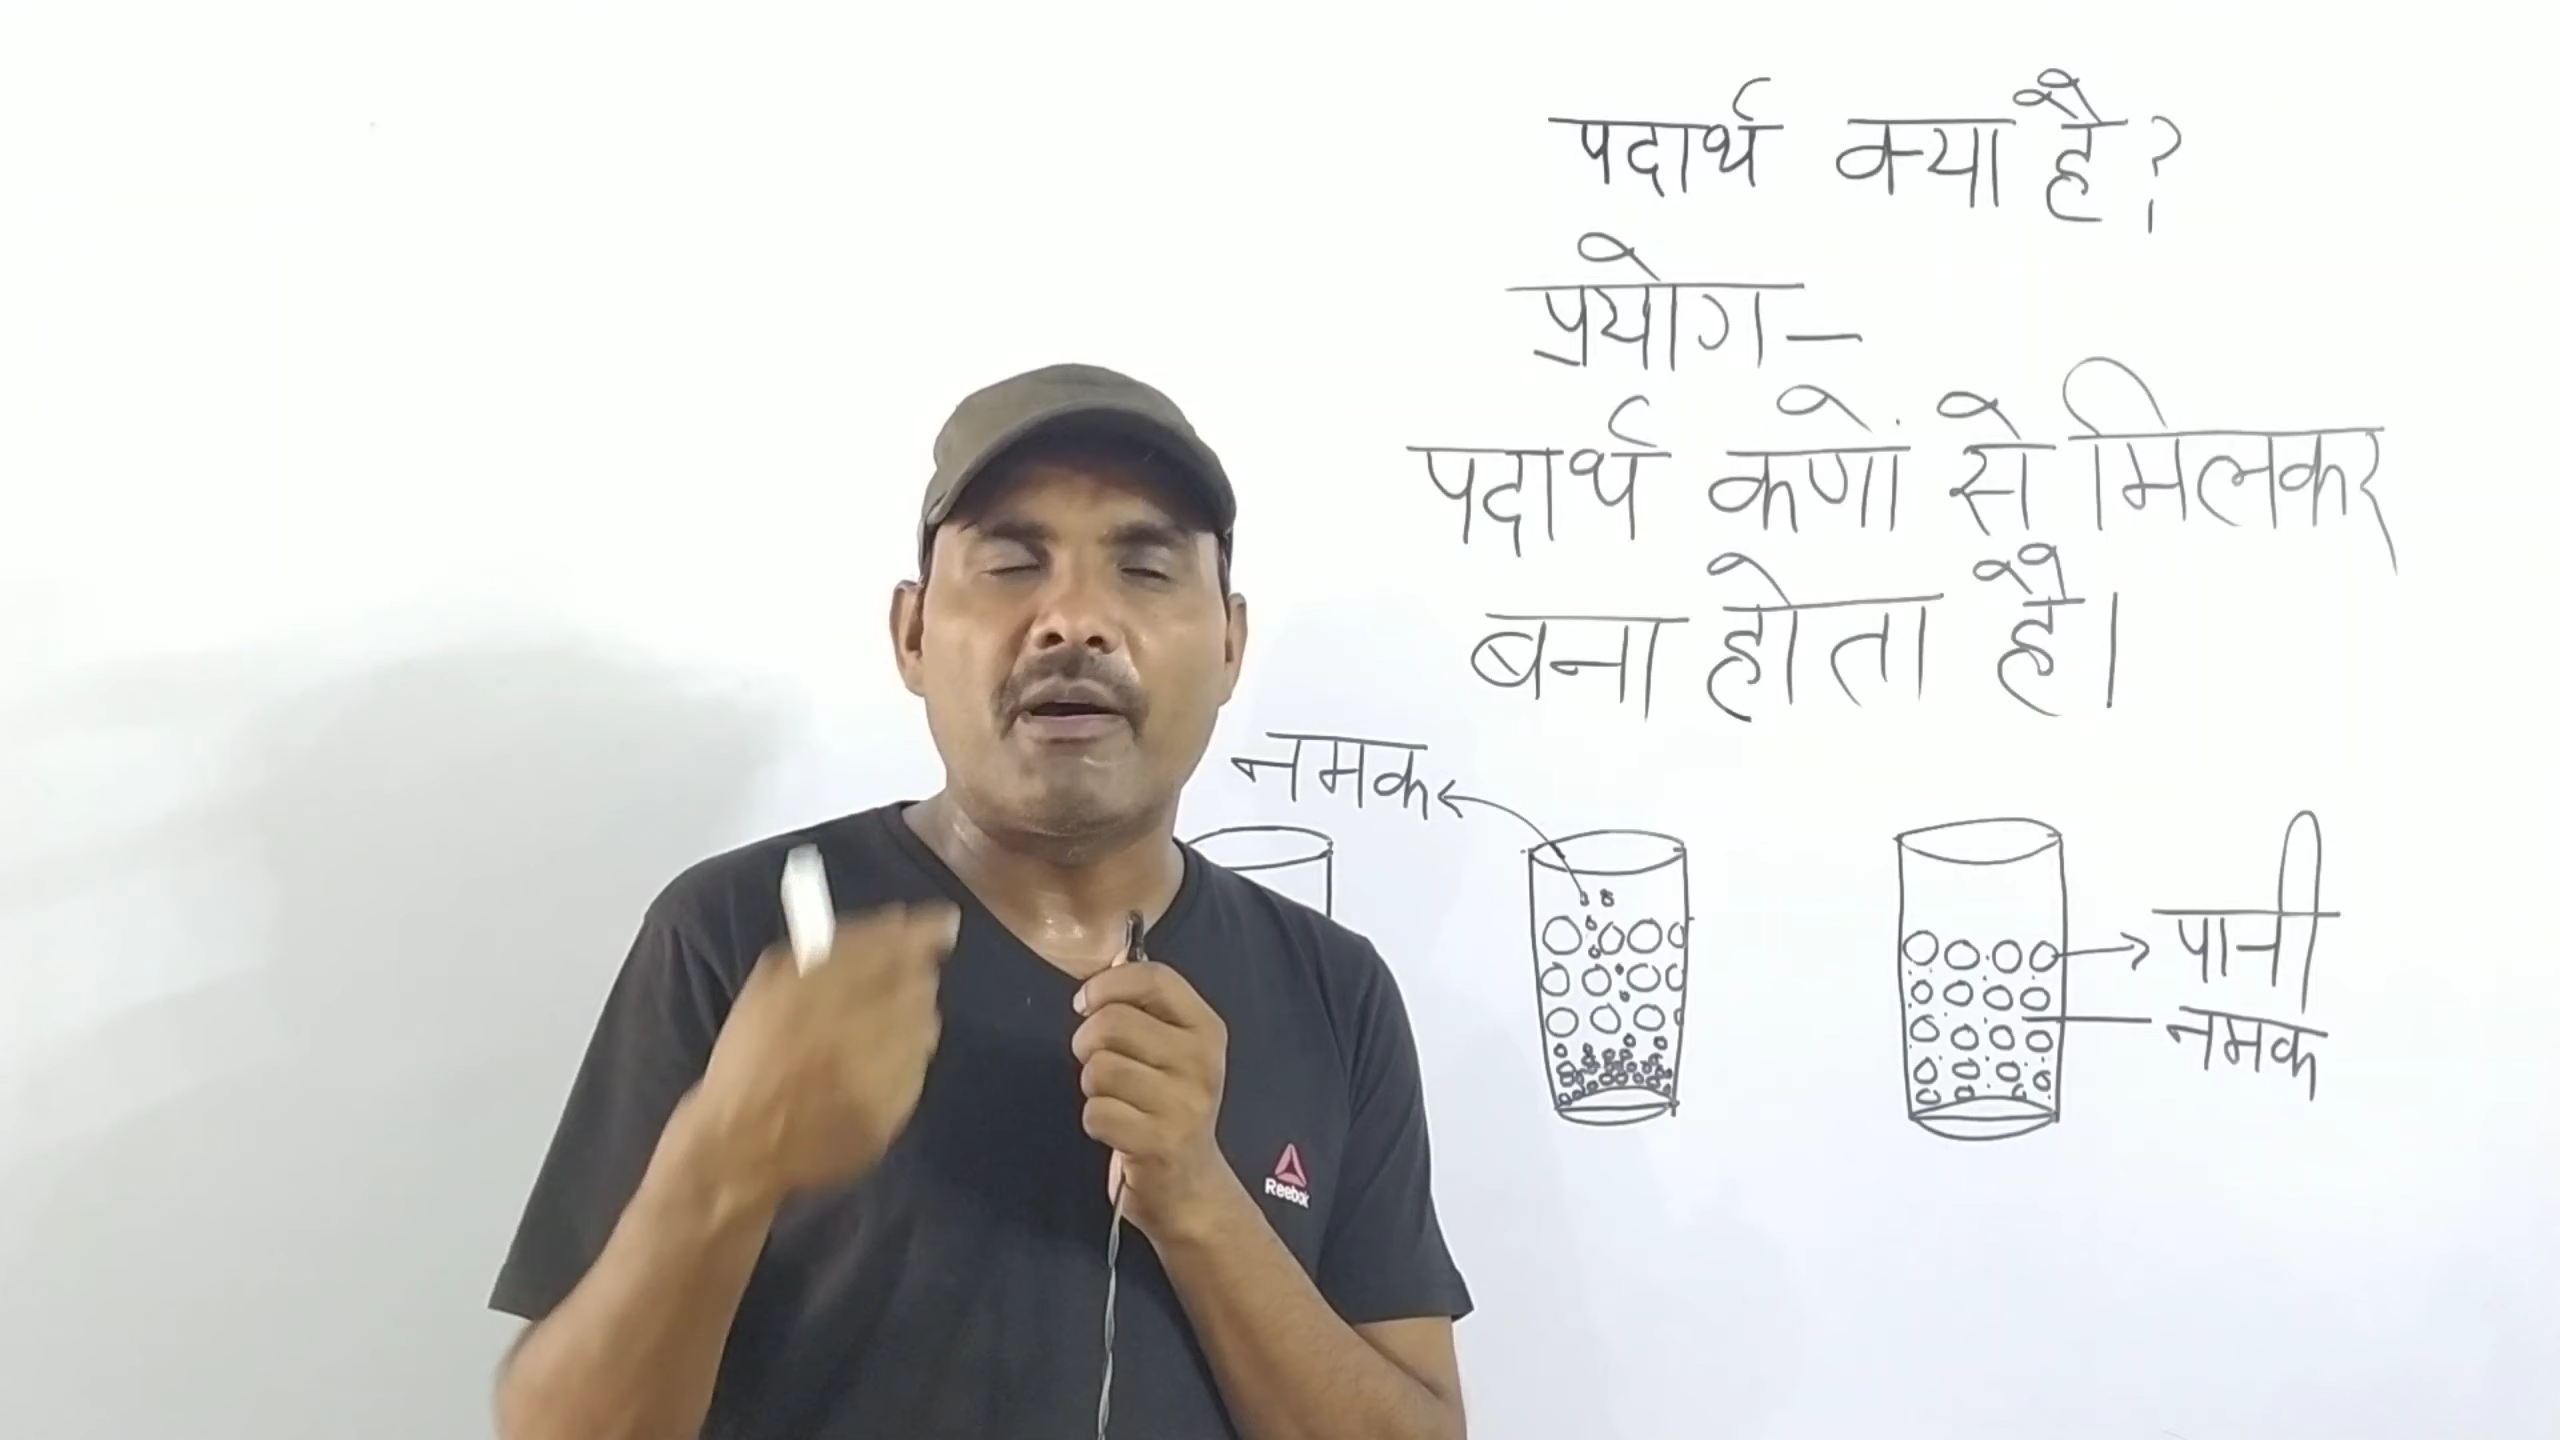 पदार्थ क्या है?
प्रयोग—
पदार्थ कणों से मिलकर
बना होता है।
नमक
पानी
नमक
Reebok